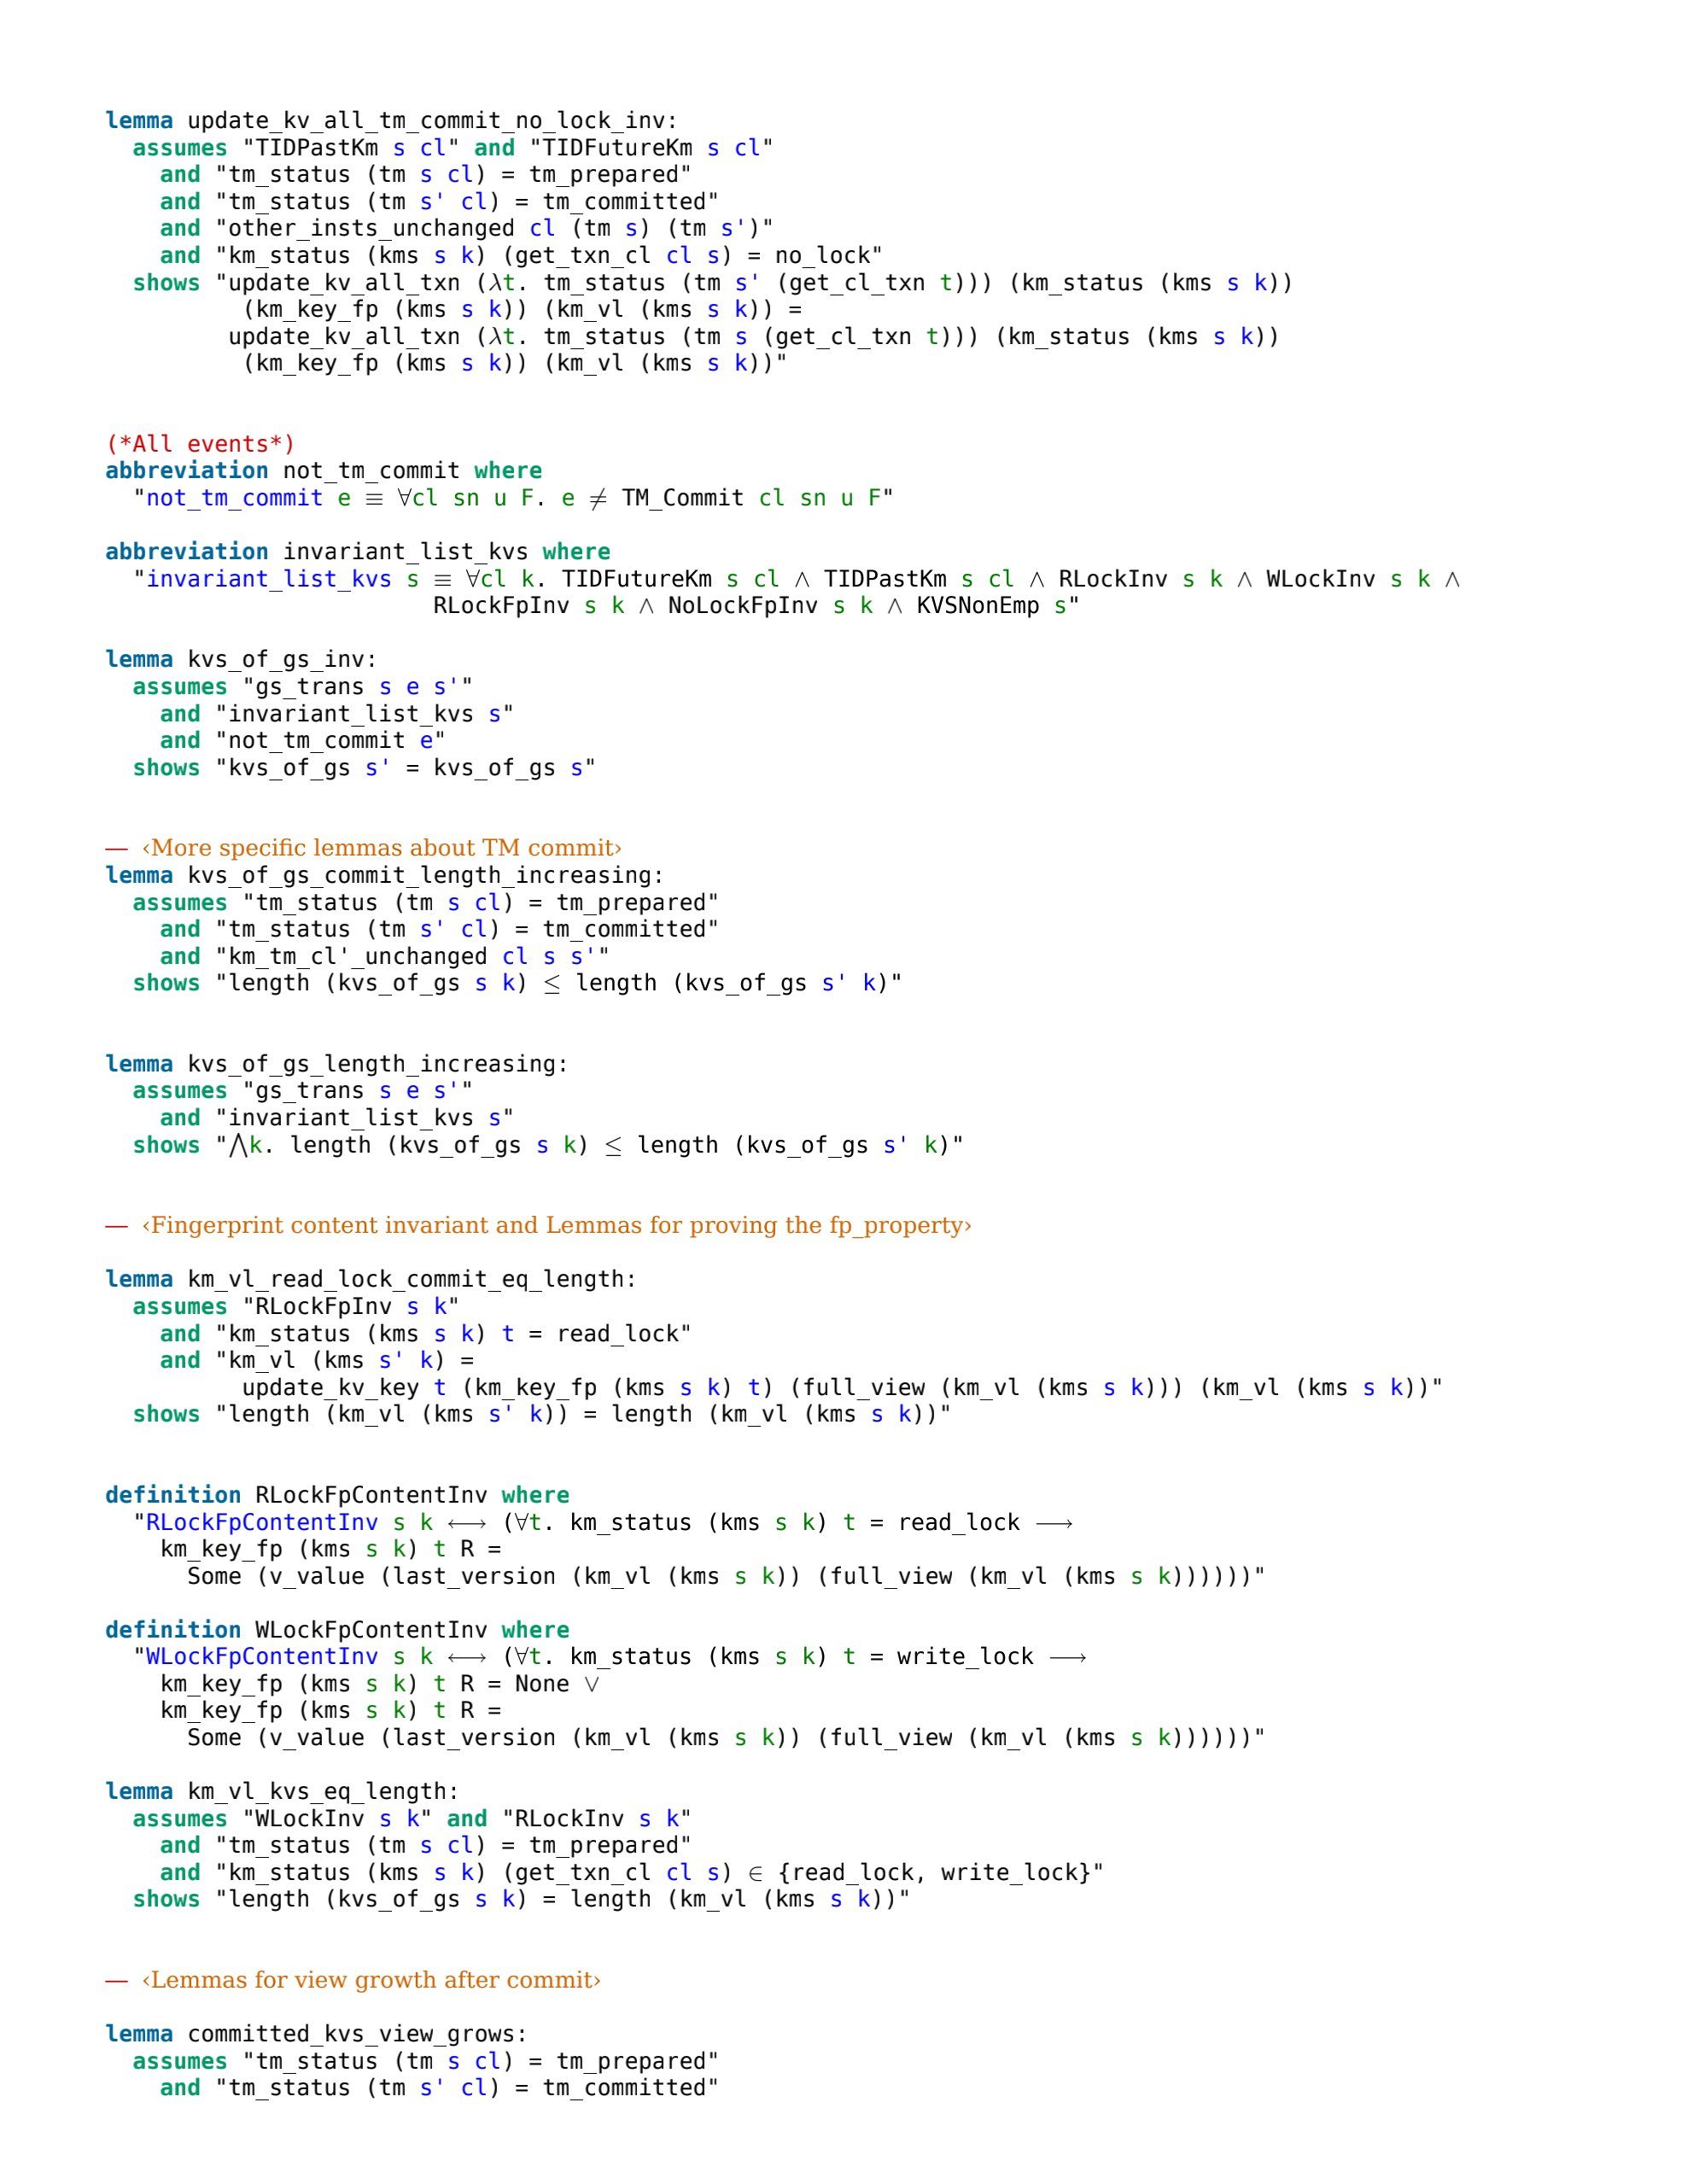 lemma update_kv_all_tm_commit_no_lock_inv:
  assumes "TIDPastKm s cl" and "TIDFutureKm s cl"
    and "tm_status (tm s cl) = tm_prepared"
    and "tm_status (tm s' cl) = tm_committed"
    and "other_insts_unchanged cl (tm s) (tm s')"
    and "km_status (kms s k) (get_txn_cl cl s) = no_lock"
  shows "update_kv_all_txn (λt. tm_status (tm s' (get_cl_txn t))) (km_status (kms s k))
          (km_key_fp (kms s k)) (km_vl (kms s k)) =
         update_kv_all_txn (λt. tm_status (tm s (get_cl_txn t))) (km_status (kms s k))
          (km_key_fp (kms s k)) (km_vl (kms s k))"
(*All events*)
abbreviation not_tm_commit where
  "not_tm_commit e ≡ ∀cl sn u F. e ≠ TM_Commit cl sn u F"
abbreviation invariant_list_kvs where
  "invariant_list_kvs s ≡ ∀cl k. TIDFutureKm s cl ∧ TIDPastKm s cl ∧ RLockInv s k ∧ WLockInv s k ∧
                        RLockFpInv s k ∧ NoLockFpInv s k ∧ KVSNonEmp s"
lemma kvs_of_gs_inv:
  assumes "gs_trans s e s'"
    and "invariant_list_kvs s"
    and "not_tm_commit e"
  shows "kvs_of_gs s' = kvs_of_gs s"
— ‹More specific lemmas about TM commit›
lemma kvs_of_gs_commit_length_increasing:
  assumes "tm_status (tm s cl) = tm_prepared"
    and "tm_status (tm s' cl) = tm_committed"
    and "km_tm_cl'_unchanged cl s s'"
  shows "length (kvs_of_gs s k) ≤ length (kvs_of_gs s' k)"
lemma kvs_of_gs_length_increasing:
  assumes "gs_trans s e s'"
    and "invariant_list_kvs s"
  shows "⋀k. length (kvs_of_gs s k) ≤ length (kvs_of_gs s' k)"
— ‹Fingerprint content invariant and Lemmas for proving the fp_property›
lemma km_vl_read_lock_commit_eq_length:
  assumes "RLockFpInv s k"
    and "km_status (kms s k) t = read_lock"
    and "km_vl (kms s' k) =
          update_kv_key t (km_key_fp (kms s k) t) (full_view (km_vl (kms s k))) (km_vl (kms s k))"
  shows "length (km_vl (kms s' k)) = length (km_vl (kms s k))"
definition RLockFpContentInv where
  "RLockFpContentInv s k ⟷ (∀t. km_status (kms s k) t = read_lock ⟶
    km_key_fp (kms s k) t R =
      Some (v_value (last_version (km_vl (kms s k)) (full_view (km_vl (kms s k))))))"
definition WLockFpContentInv where
  "WLockFpContentInv s k ⟷ (∀t. km_status (kms s k) t = write_lock ⟶
    km_key_fp (kms s k) t R = None ∨
    km_key_fp (kms s k) t R =
      Some (v_value (last_version (km_vl (kms s k)) (full_view (km_vl (kms s k))))))"
lemma km_vl_kvs_eq_length:
  assumes "WLockInv s k" and "RLockInv s k"
    and "tm_status (tm s cl) = tm_prepared"
    and "km_status (kms s k) (get_txn_cl cl s) ∈ {read_lock, write_lock}"
  shows "length (kvs_of_gs s k) = length (km_vl (kms s k))"
— ‹Lemmas for view growth after commit›
lemma committed_kvs_view_grows:
  assumes "tm_status (tm s cl) = tm_prepared"
    and "tm_status (tm s' cl) = tm_committed"